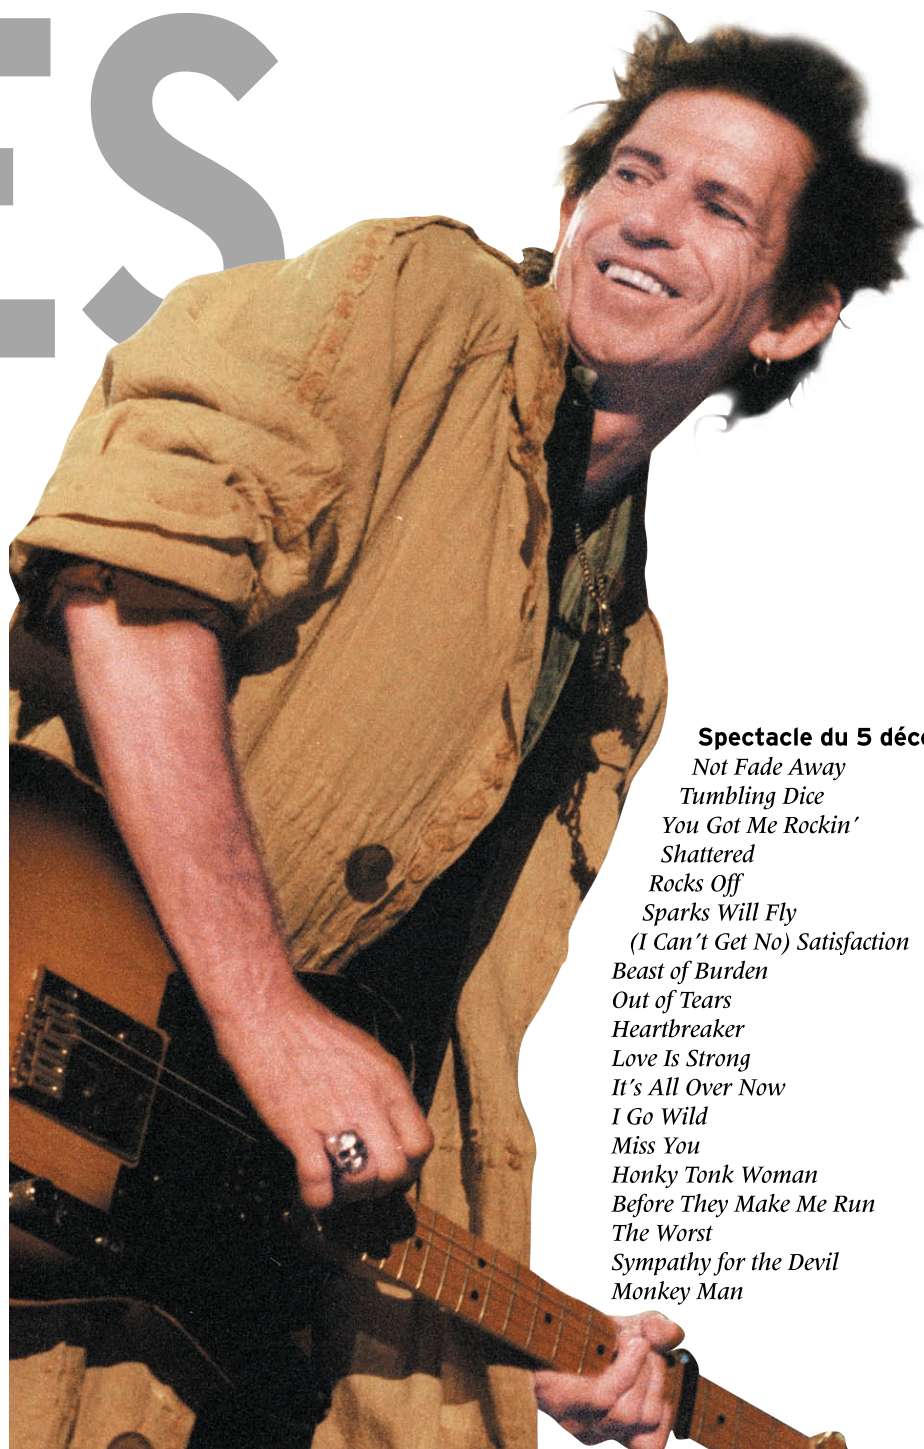 ES
Spectacle du 5 déc
Not Fade Away
Tumbling Dice
You Got Me Rockin’
Shattered
Rocks Off
Sparks Will Fly
(I Can’t Get No) Satisfaction
Beast of Burden
Out of Tears
Heartbreaker
Love Is Strong
It’s All Over Now
I Go Wild
Miss You
Honky Tonk Woman
Before They Make Me Run
The Worst
Sympathy for the Devil
Monkey Man